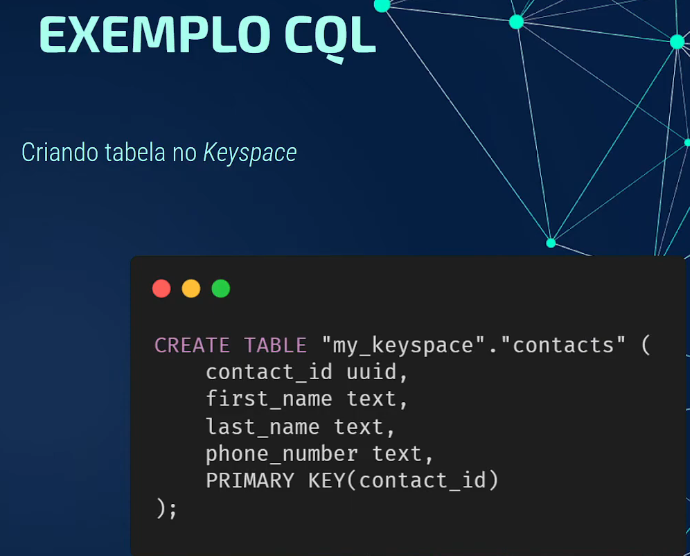 EXEMPLO CQL
Criando tabela no Keyspace
CREATE TABLE "my_keyspace"."contacts" (
    contact_id uuid,
    first_name text,
    last_name text,
    phone_number text,
    PRIMARY KEY(contact_id)
);